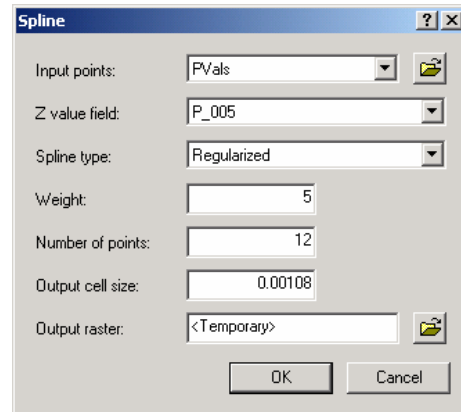 Spline
Input points: PVals
Z value field: P_005
Spline type: Regularized
Weight: 5
Number of points: 12
Output cell size: 0.00108
Output raster: <Temporary>
OK Cancel